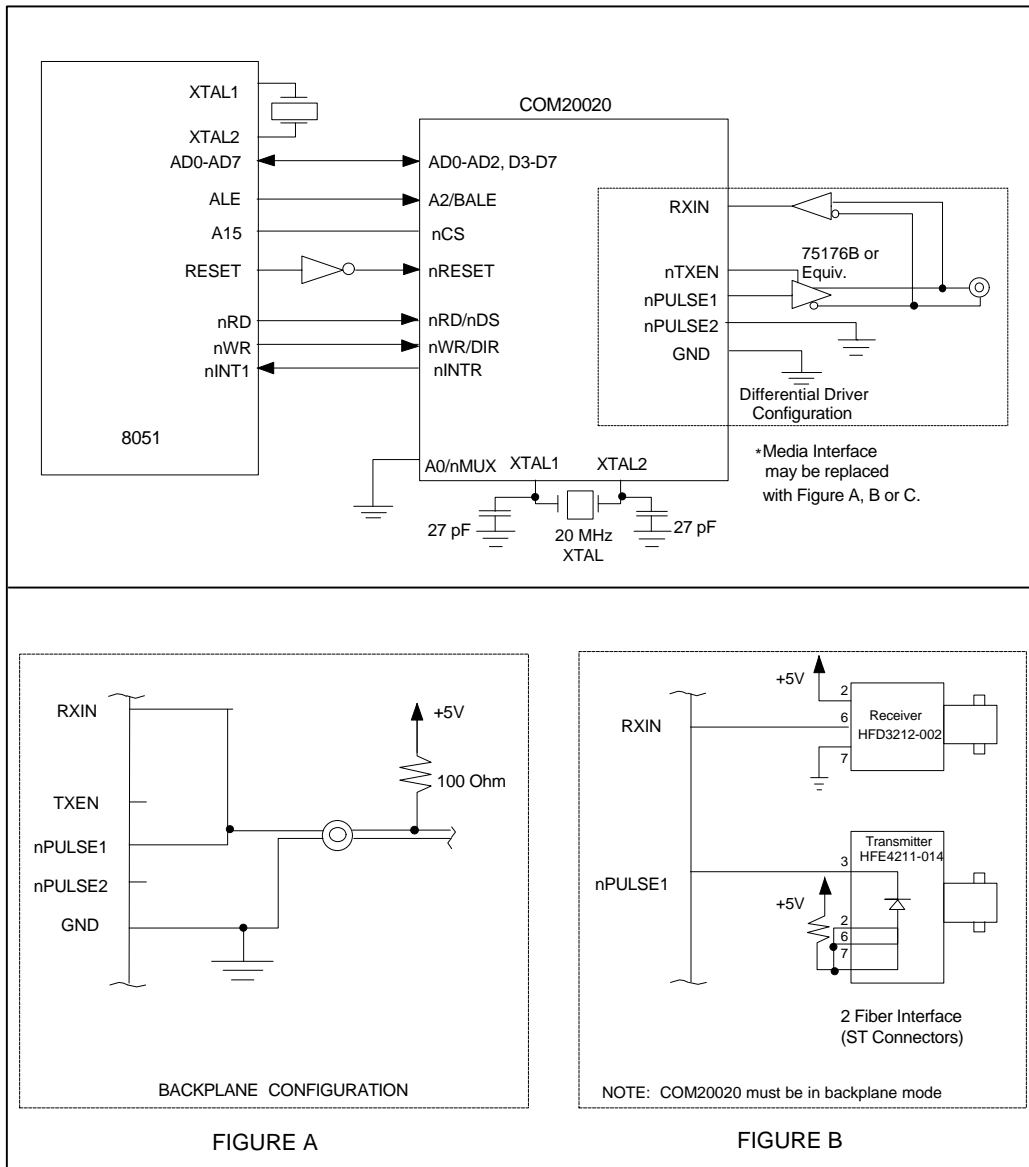 COM20020
XTAL1
XTAL2
AD0-AD7
ALE
A15
RESET
nRD
nWR
nINT1
8051
AD0-AD2, D3-D7
A2/BALE
nCS
nRESET
nRD/nDS
nWR/DIR
nINTR
A0/nMUX
XTAL1
XTAL2
27 pF
20 MHz
XTAL
27 pF
RXIN
nTXEN
nPULSE1
nPULSE2
GND
75176B or
Equiv.
Differential Driver
Configuration
*Media Interface
may be replaced
with Figure A, B or C.
RXIN
TXEN
nPULSE1
nPULSE2
GND
+5V
100 Ohm
BACKPLANE CONFIGURATION
FIGURE A
RXIN
nPULSE1
+5V
2
6
7
Receiver
HFD3212-002
Transmitter
HFE4211-014
3
+5V
2
6
7
2 Fiber Interface
(ST Connectors)
NOTE: COM20020 must be in backplane mode
FIGURE B